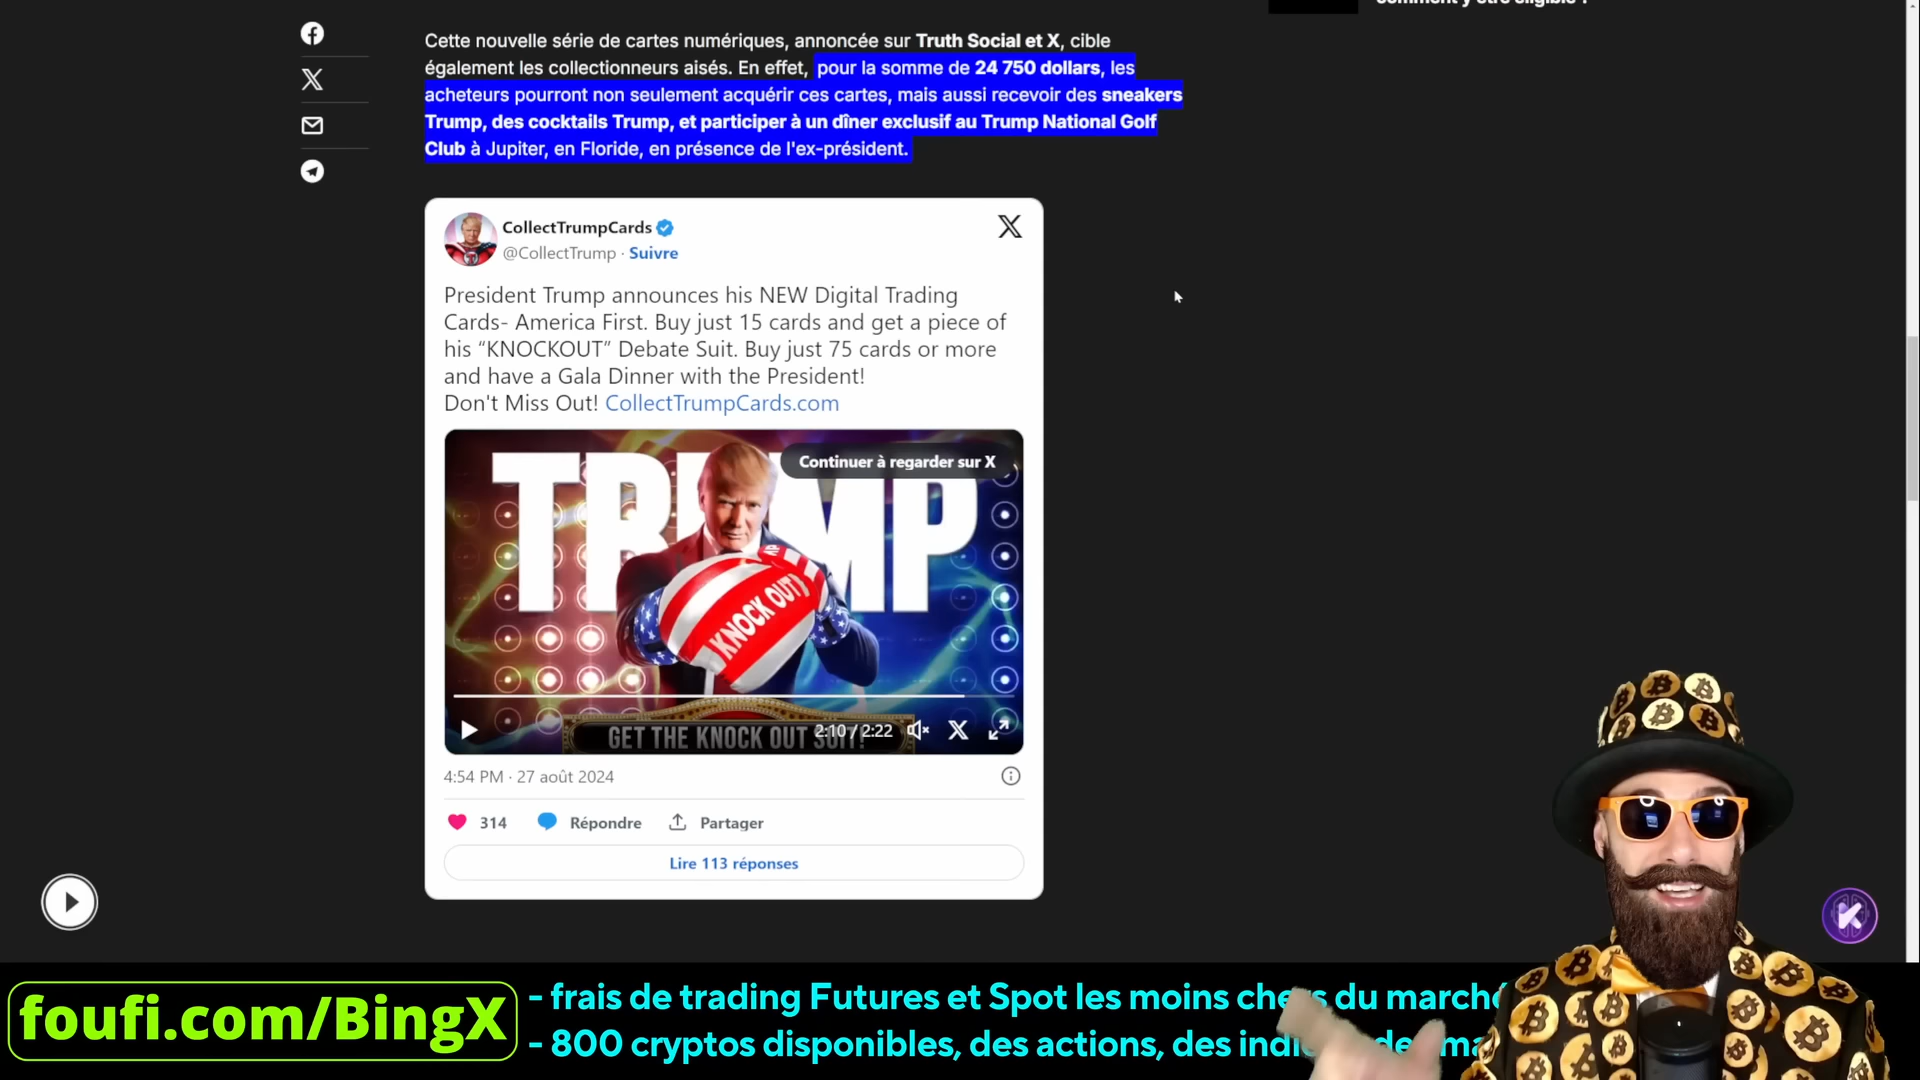 comment y être éligible ?
Cette nouvelle série de cartes numériques, annoncée sur Truth Social et X, cible
également les collectionneurs aisés. En effet, pour la somme de 24 750 dollars, les
acheteurs pourront non seulement acquérir ces cartes, mais aussi recevoir des sneakers
Trump, des cocktails Trump, et participer à un dîner exclusif au Trump National Golf
Club à Jupiter, en Floride, en présence de l'ex-président.
CollectTrumpCards
@CollectTrump · Suivre
President Trump announces his NEW Digital Trading
Cards- America First. Buy just 15 cards and get a piece of
his “KNOCKOUT” Debate Suit. Buy just 75 cards or more
and have a Gala Dinner with the President!
Don't Miss Out! CollectTrumpCards.com
Continuer à regarder sur X
TRUMP
KNOCK OUT
GET THE KNOCK OUT SUIT!
2:10 / 2:22
4:54 PM · 27 août 2024
314 Répondre Partager
Lire 113 réponses
foufi.com/BingX
- frais de trading Futures et Spot les moins chers du marché
- 800 cryptos disponibles, des actions, des